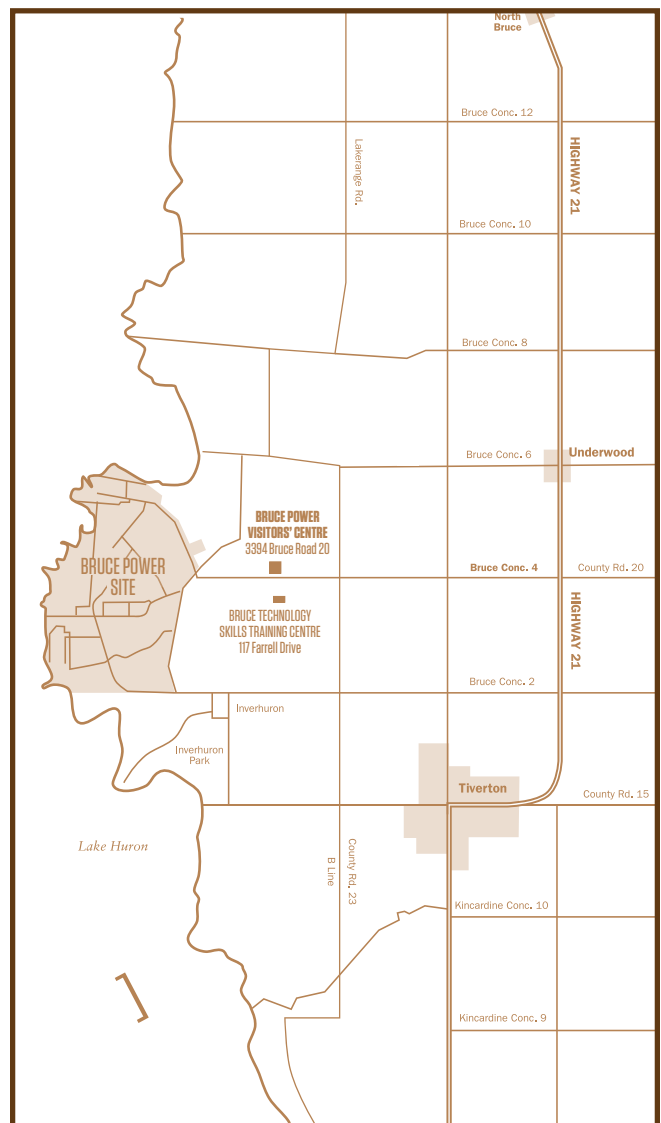 North
Bruce
Bruce Conc. 12
HIGHWAY 21
Lakerange Rd.
Bruce Conc. 10
Bruce Conc. 8
Bruce Conc. 6
Underwood
BRUCE POWER
VISITORS' CENTRE
3394 Bruce Road 20
BRUCE POWER
SITE
Bruce Conc. 4
County Rd. 20
HIGHWAY 21
BRUCE TECHNOLOGY
SKILLS TRAINING CENTRE
117 Farrell Drive
Bruce Conc. 2
Inverhuron
Inverhuron
Park
Tiverton
County Rd. 15
Lake Huron
County Rd. 23
B Line
Kincardine Conc. 10
Kincardine Conc. 9